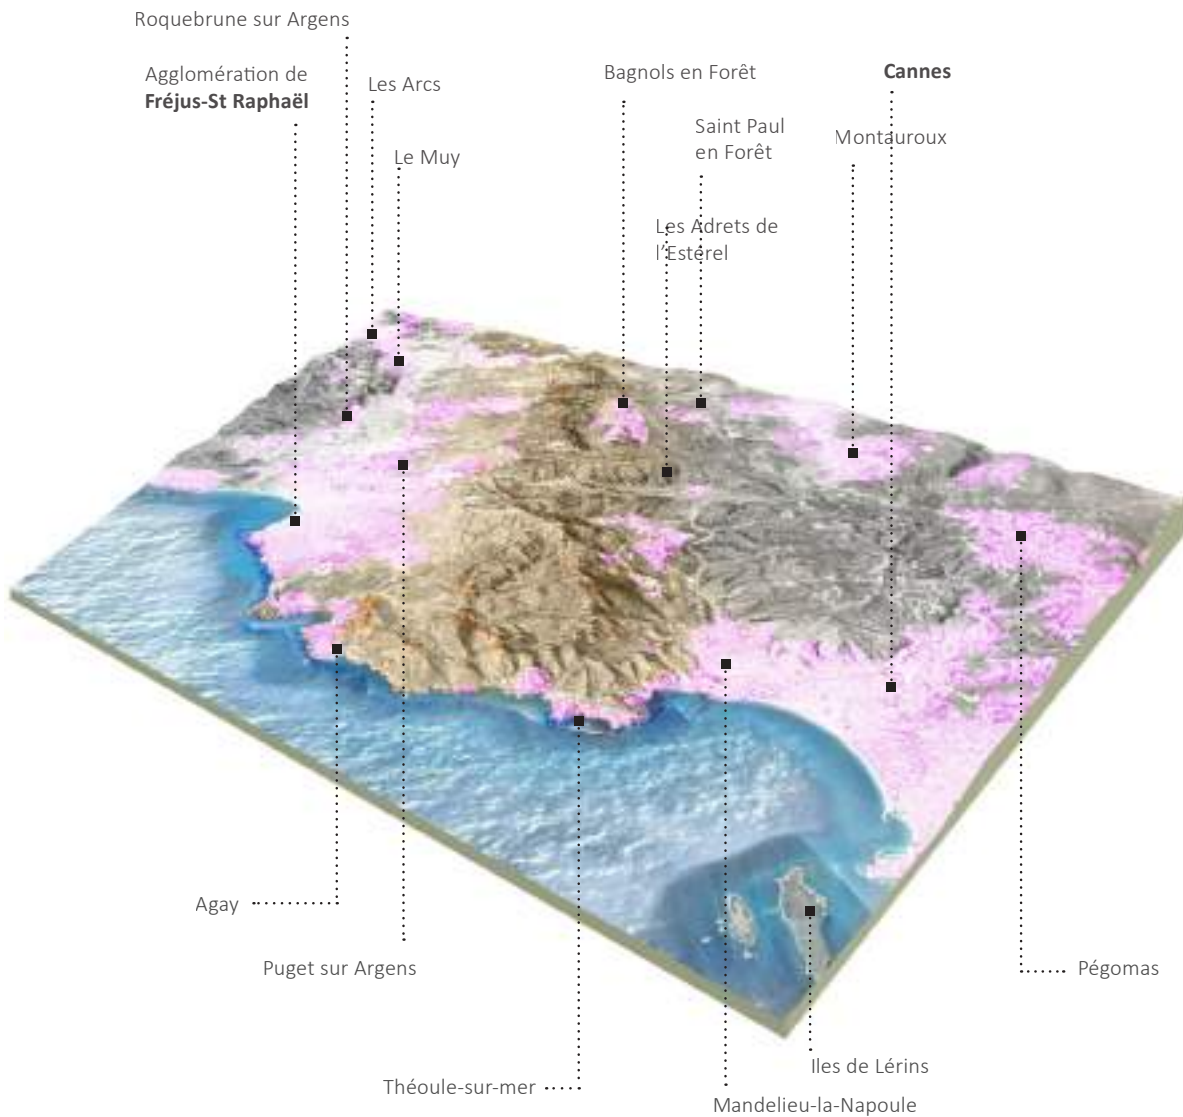 Roquebrune sur Argens
Agglomération de
Fréjus-St Raphaël
Les Arcs
Le Muy
Bagnols en Forêt
Saint Paul
en Forêt
Cannes
Montauroux
Les Adrets de
l'Estérel
Agay
Puget sur Argens
Pégomas
Iles de Lérins
Théoule-sur-mer
Mandelieu-la-Napoule